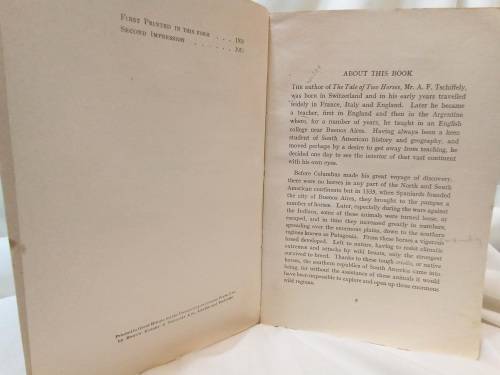 FIRST PRINTED IN THIS FORM . . . 
SECOND IMPRESSION . . . . . . .
Printed in Great Britain
ABOUT THIS BOOK
THE author of The Tale of Two Horses, Mr. A. F. Tschiffely,
was born in Switzerland and in his early years travelled
widely in France, Italy and England. Later he became
a teacher, first in England and then in the Argentine
where, for a number of years, he taught in an English
college near Buenos Aires. Having always been a keen
student of South American history and geography, and
moved perhaps by a desire to get away from teaching, he
decided one day to see the interior of that vast continent
with his own eyes.
Before Columbus made his great voyage of discovery,
there were no horses in any part of the North and South
American continents but in 1535, when Spaniards founded
the city of Buenos Aires, they brought to the pampas a
number of horses. Later, especially during the wars against
the Indians, some of these animals were turned loose, or
escaped, and in time they increased greatly in numbers,
spreading over the enormous plains, down to the southern
regions known as Patagonia. From these horses a vigorous
breed developed. Left to nature, having to make climatic
extremes and attacks by wild beasts, only the strongest
survived to breed. Thanks to these tough criollo, or native
horses, the southern republics of South America came into
being, for without the assistance of these animals it would
have been impossible to explore and open up those enormous
wild regions.